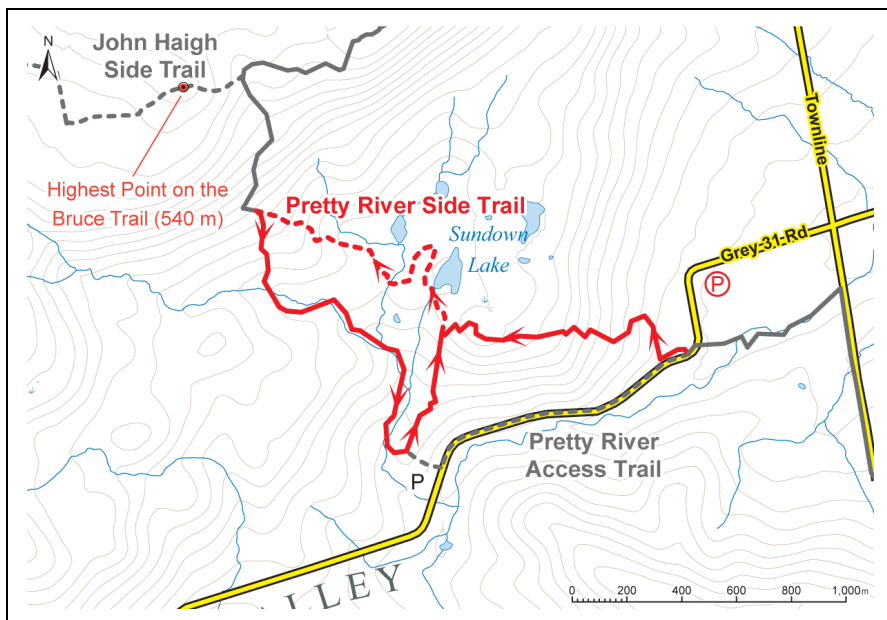 N
John Haigh
Side Trail
Highest Point on the
Bruce Trail (540 m)
Pretty River Side Trail
Sundown
Lake
Townline
Grey-31-Rd
P
Pretty River
Access Trail
P
ALLEY
0 200 400 600 800 1,000m